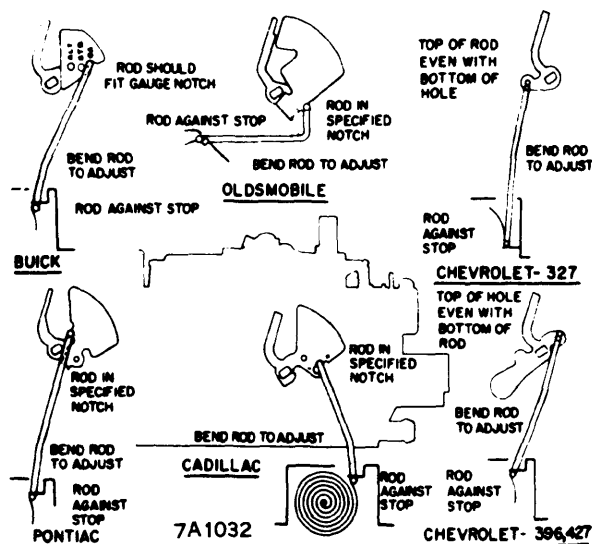 ALT
STD
OA
ROD SHOULD
FIT GAUGE NOTCH
BEND ROD
TO ADJUST
ROD AGAINST STOP
BUICK
ROD AGAINST STOP
ROD IN
SPECIFIED
NOTCH
BEND ROD TO ADJUST
OLDSMOBILE
TOP OF ROD
EVEN WITH
BOTTOM OF
HOLE
BEND ROD
TO ADJUST
ROD
AGAINST
STOP
CHEVROLET-327
ROD IN
SPECIFIED
NOTCH
BEND ROD
TO ADJUST
ROD
AGAINST
STOP
PONTIAC
ROD IN
SPECIFIED
NOTCH
BEND ROD TO ADJUST
CADILLAC
ROD
AGAINST
STOP
7A1032
TOP OF HOLE
EVEN WITH
BOTTOM OF
ROD
BEND ROD
TO ADJUST
ROD
AGAINST
STOP
CHEVROLET-396,427